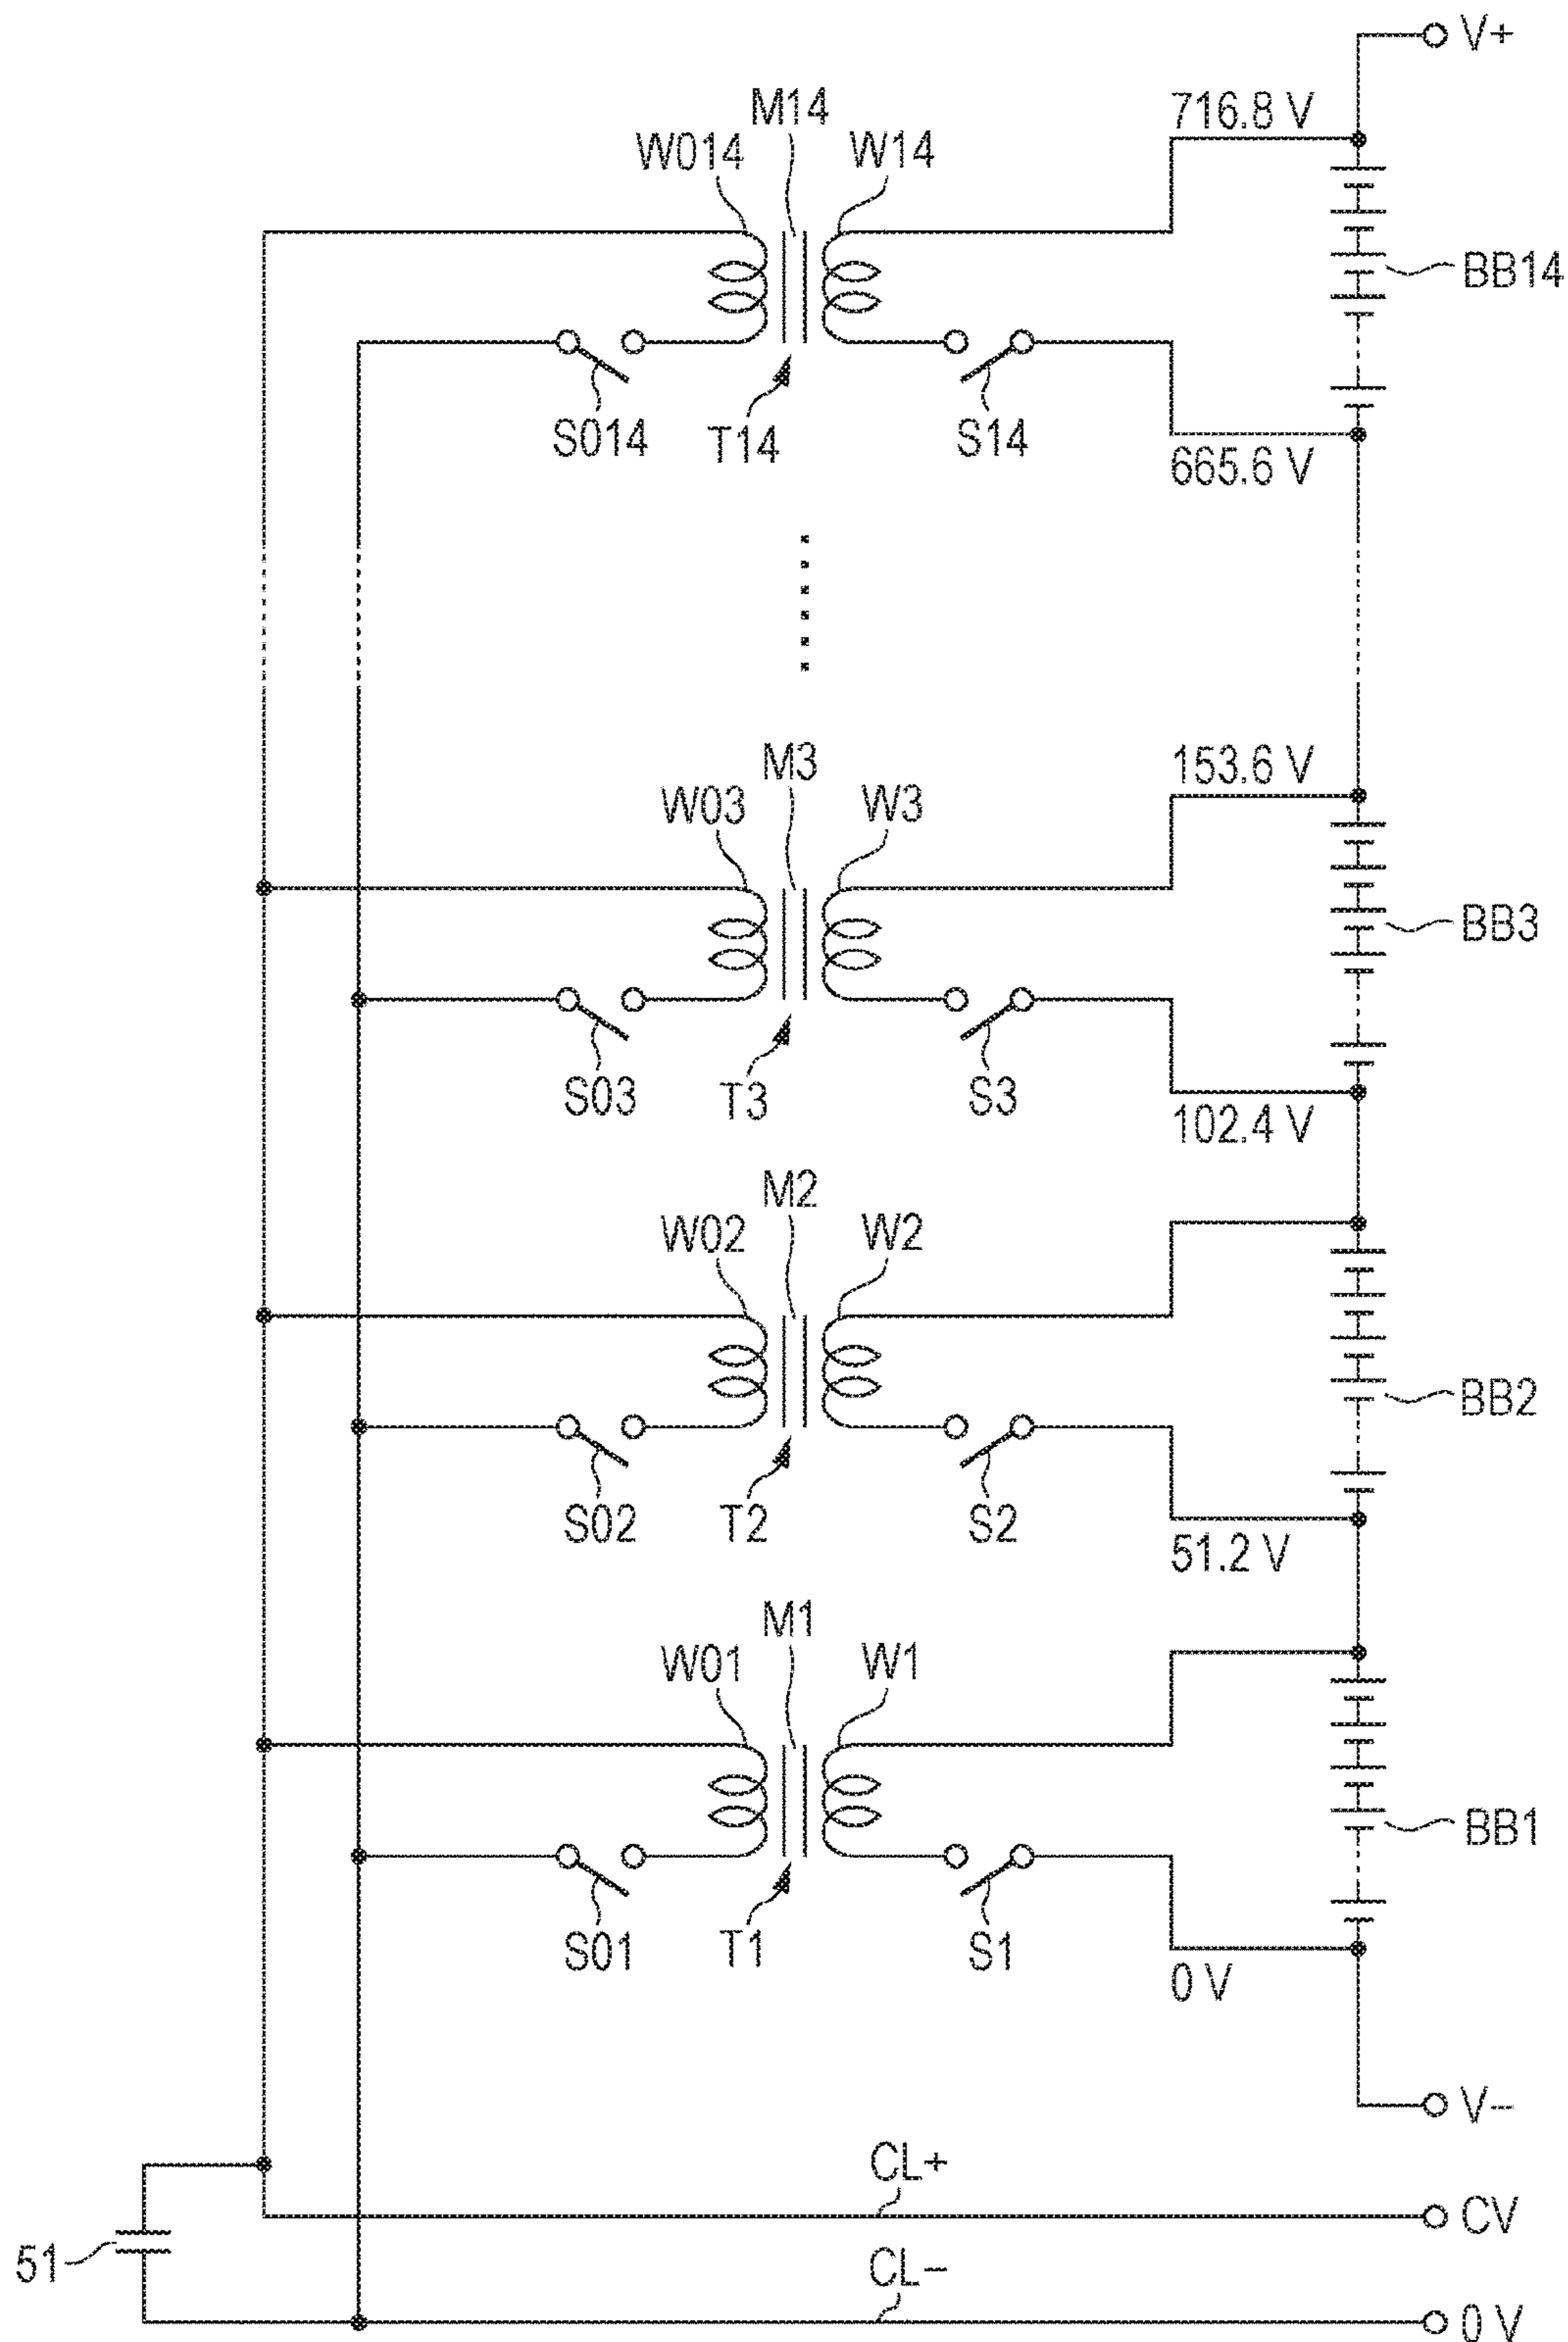 V+
716.8 V
M14
W014
W14
BB14
S014
T14
S14
665.6 V
153.6 V
M3
W03
W3
BB3
S03
T3
S3
102.4 V
M2
W02
W2
BB2
S02
T2
S2
51.2 V
M1
W01
W1
BB1
S01
T1
S1
0 V
V−
CL+
CV
51
CL−
0 V